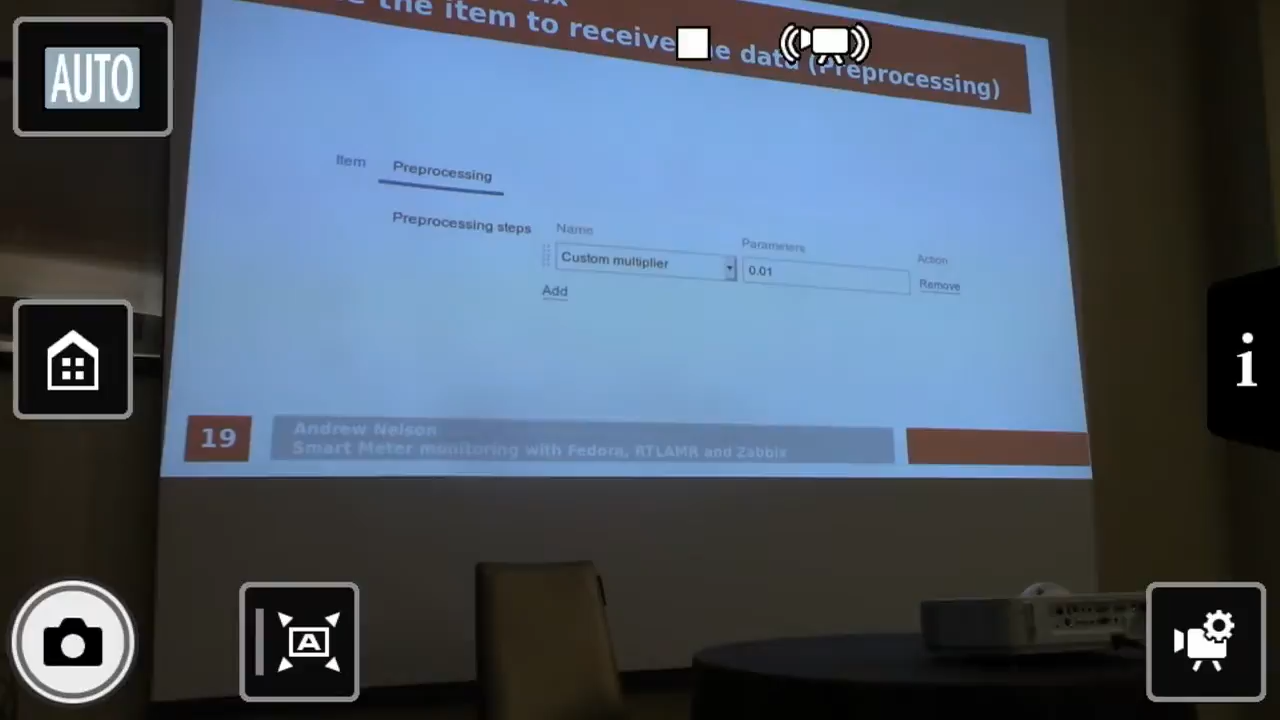 AUTO
the item to receive
e data (Preprocessing)
Item
Preprocessing
Preprocessing steps
Name
Parameters
Action
Custom multiplier
0.01
Remove
Add
19
Andrew Nelson
Smart Meter monitoring with Fedora, RTLAMR and Zabbix
i
A